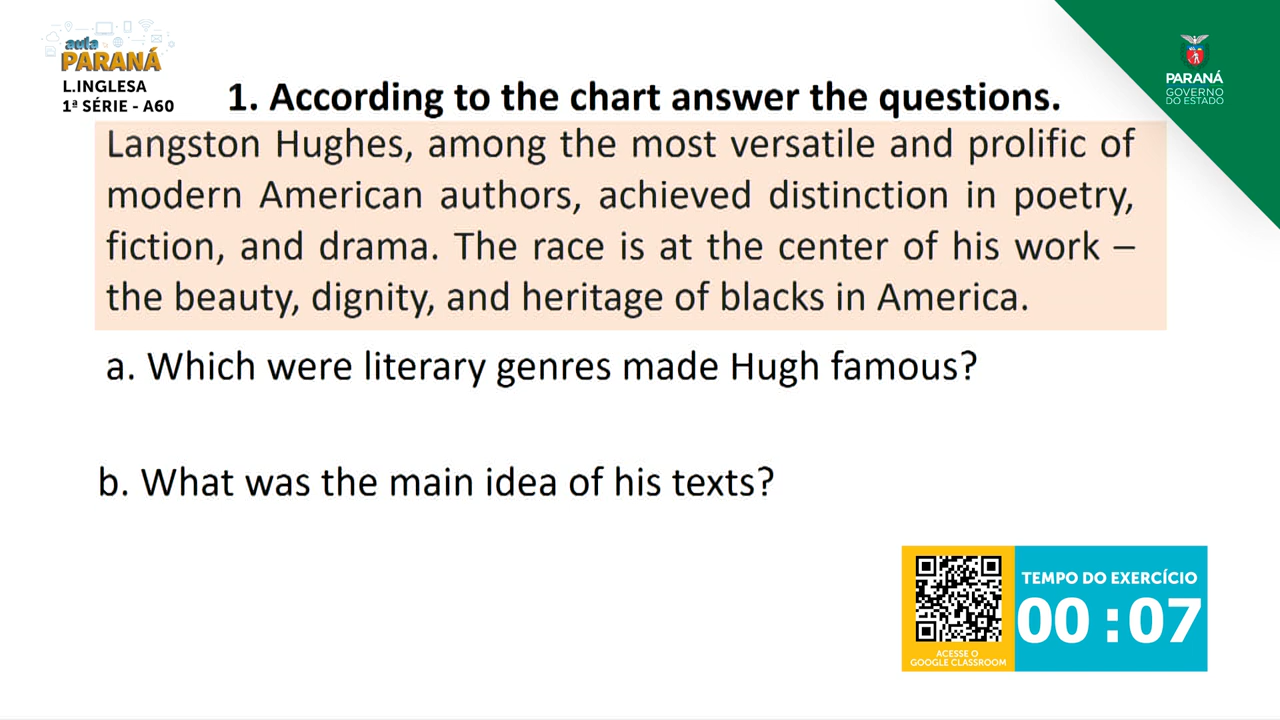 aula
PARANÁ
L.INGLESA
1ª SÉRIE - A60
PARANÁ
GOVERNO
DO ESTADO
1. According to the chart answer the questions.
Langston Hughes, among the most versatile and prolific of
modern American authors, achieved distinction in poetry,
fiction, and drama. The race is at the center of his work –
the beauty, dignity, and heritage of blacks in America.
a. Which were literary genres made Hugh famous?
b. What was the main idea of his texts?
ACESSE O
GOOGLE CLASSROOM
TEMPO DO EXERCÍCIO
00 : 07